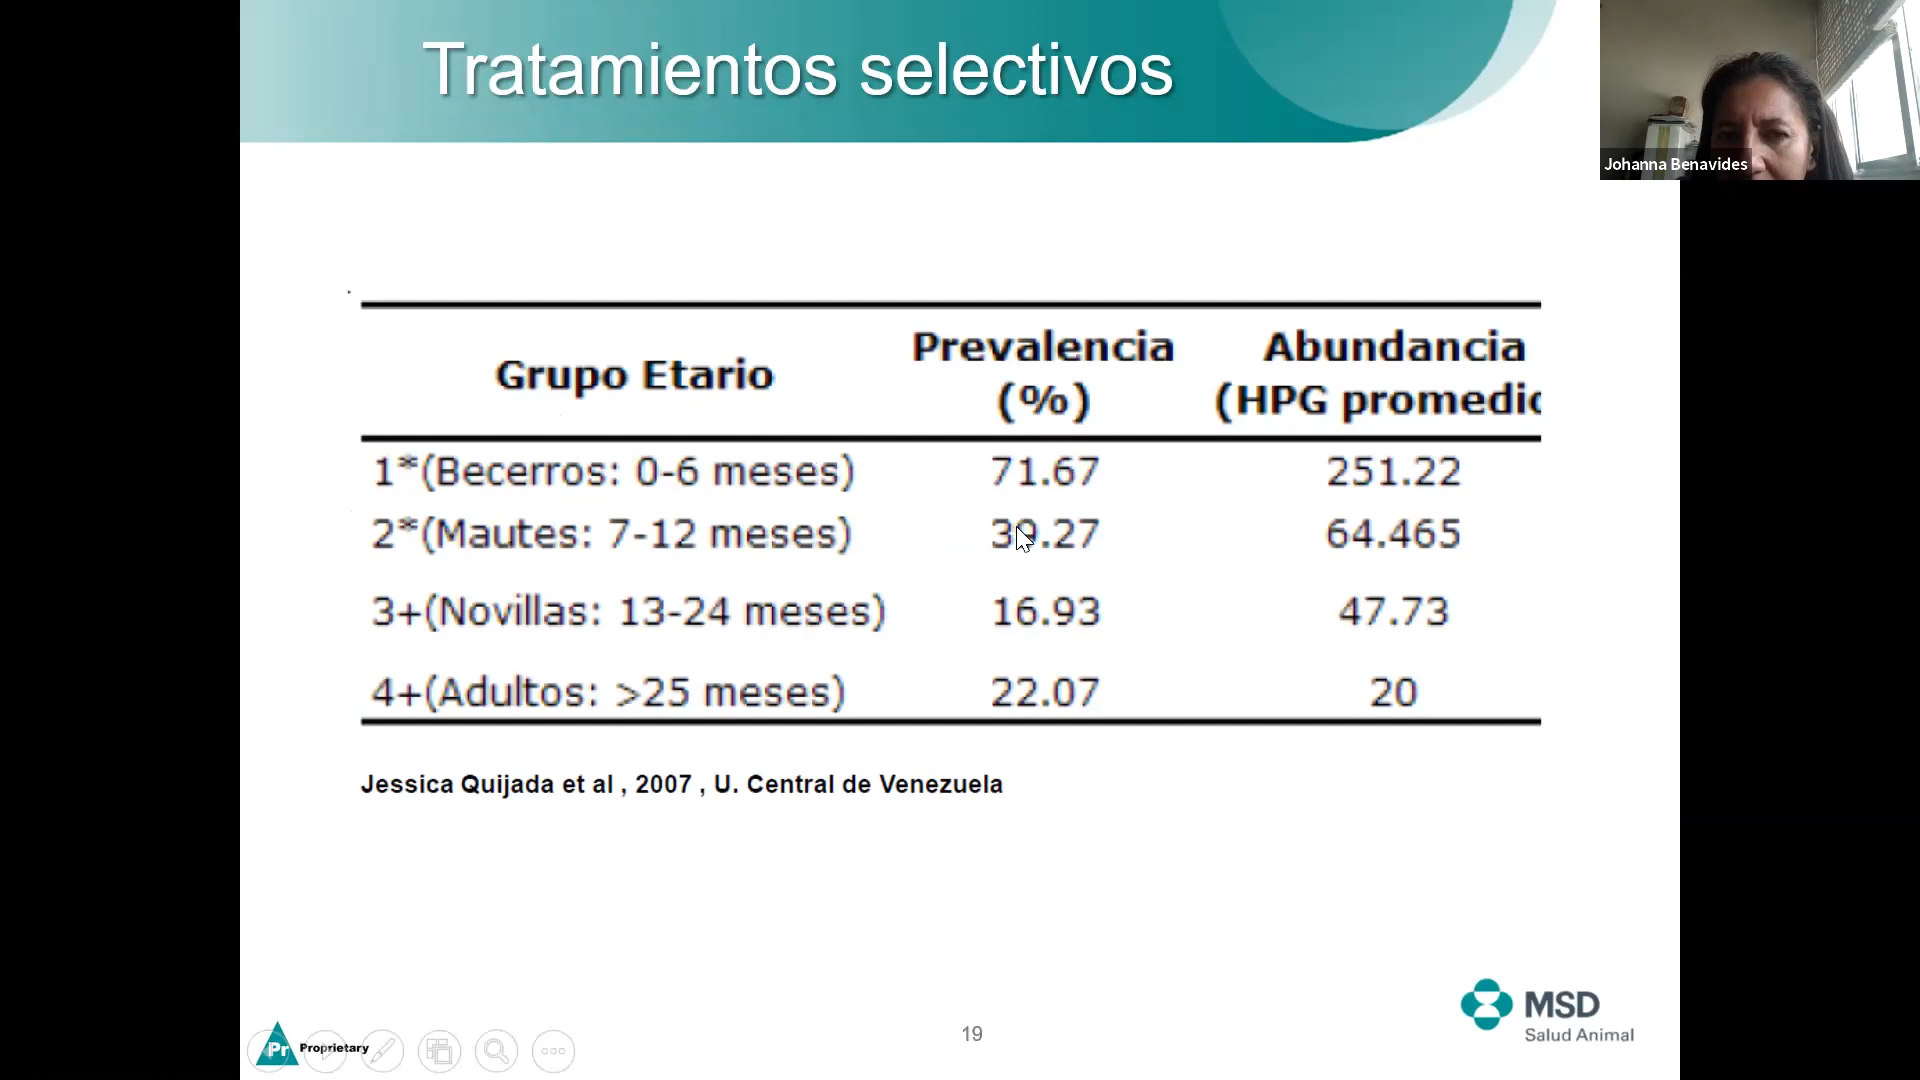 Tratamientos selectivos
Johanna Benavides
Grupo Etario
Prevalencia
(%)
Abundancia
(HPG promedio
1*(Becerros: 0-6 meses) 71.67 251.22
2*(Mautes: 7-12 meses) 39.27 64.465
3+(Novillas: 13-24 meses) 16.93 47.73
4+(Adultos: >25 meses) 22.07 20
Jessica Quijada et al , 2007 , U. Central de Venezuela
Pr Proprietary
19
MSD
Salud Animal